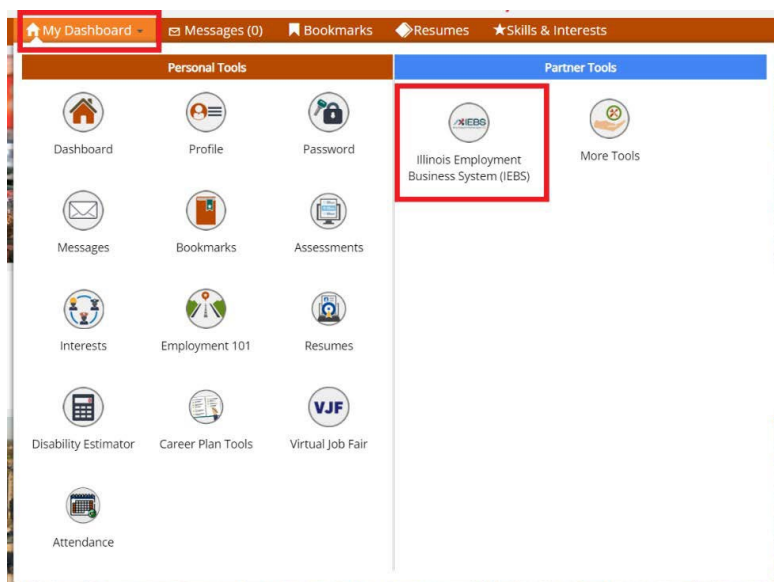 My Dashboard
Messages (0)
Bookmarks
Resumes
Skills & Interests
Personal Tools
Partner Tools
Dashboard
Profile
Password
IEBS
Illinois Employment
Business System (IEBS)
More Tools
Messages
Bookmarks
Assessments
Interests
Employment 101
Resumes
Disability Estimator
Career Plan Tools
VJF
Virtual Job Fair
Attendance